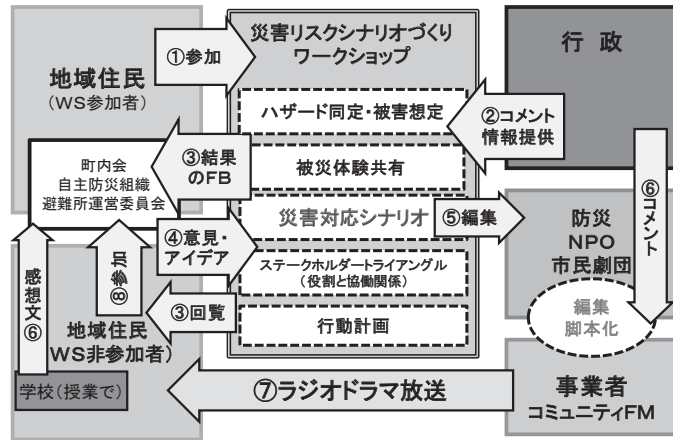 地域住民
(WS参加者)
①参加
災害リスクシナリオづくり
ワークショップ
行 政
ハザード同定・被害想定
②コメント
情報提供
町内会
自主防災組織
避難所運営委員会
③結果
のFB
被災体験共有
⑥コメント
災害対応シナリオ
⑤編集
防災
NPO
市民劇団
④意見・
アイデア
ステークホルダートライアングル
(役割と協働関係)
感想文⑥
⑧参加
③回覧
行動計画
編集
脚本化
地域住民
WS非参加者)
学校(授業で)
⑦ラジオドラマ放送
事業者
コミュニティFM